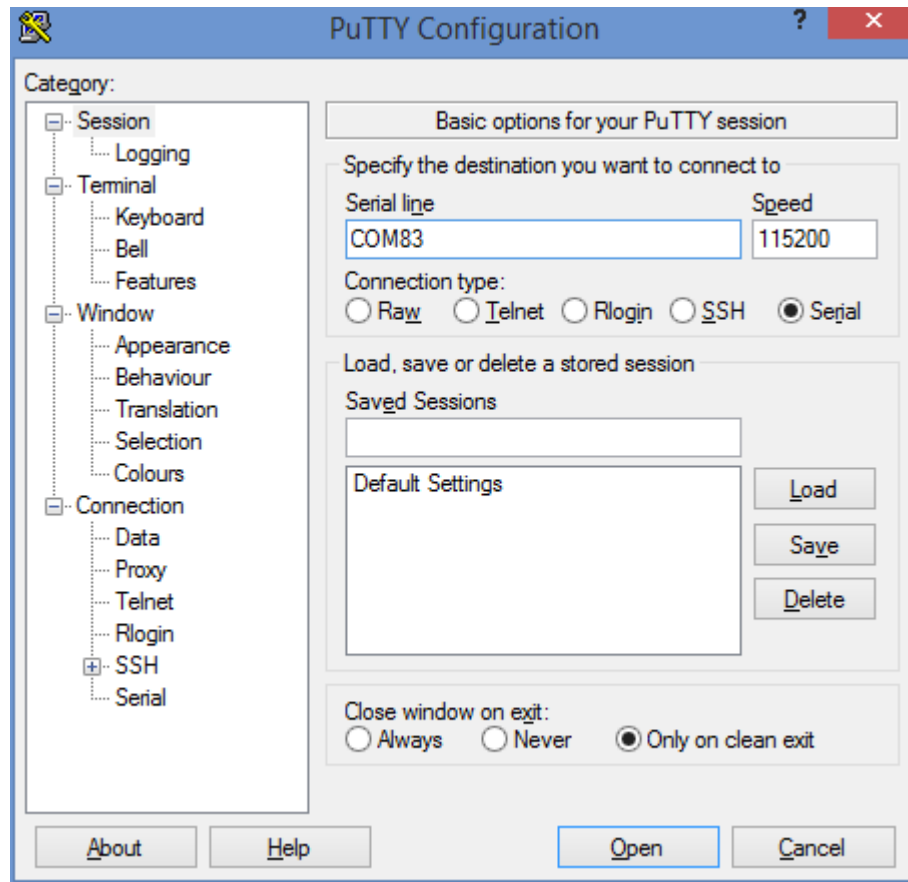 PuTTY Configuration
?
Category:
Session
Logging
Terminal
Keyboard
Bell
Features
Window
Appearance
Behaviour
Translation
Selection
Colours
Connection
Data
Proxy
Telnet
Rlogin
SSH
Serial
Basic options for your PuTTY session
Specify the destination you want to connect to
Serial line Speed
COM83 115200
Connection type:
Raw Telnet Rlogin SSH Serial
Load, save or delete a stored session
Saved Sessions
Default Settings
Load
Save
Delete
Close window on exit:
Always Never Only on clean exit
About Help Open Cancel